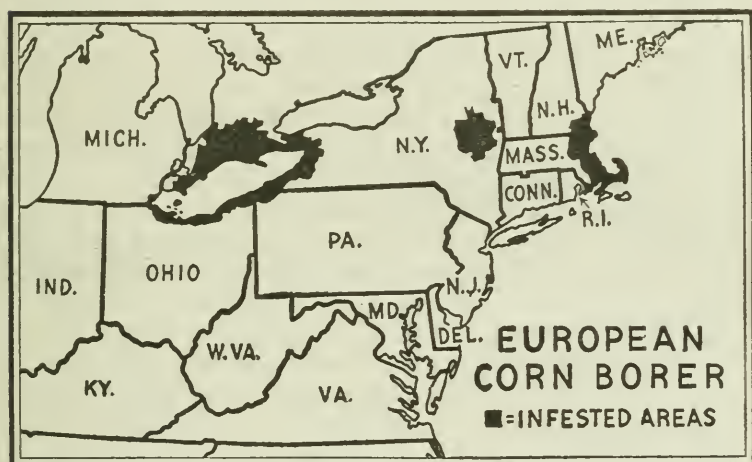 ME.
VT.
N.H.
MICH.
N.Y.
MASS.
CONN.
R.I.
PA.
IND.
OHIO
N.J.
MD.
DEL.
W.VA.
KY.
VA.
EUROPEAN
CORN BORER
■=INFESTED AREAS